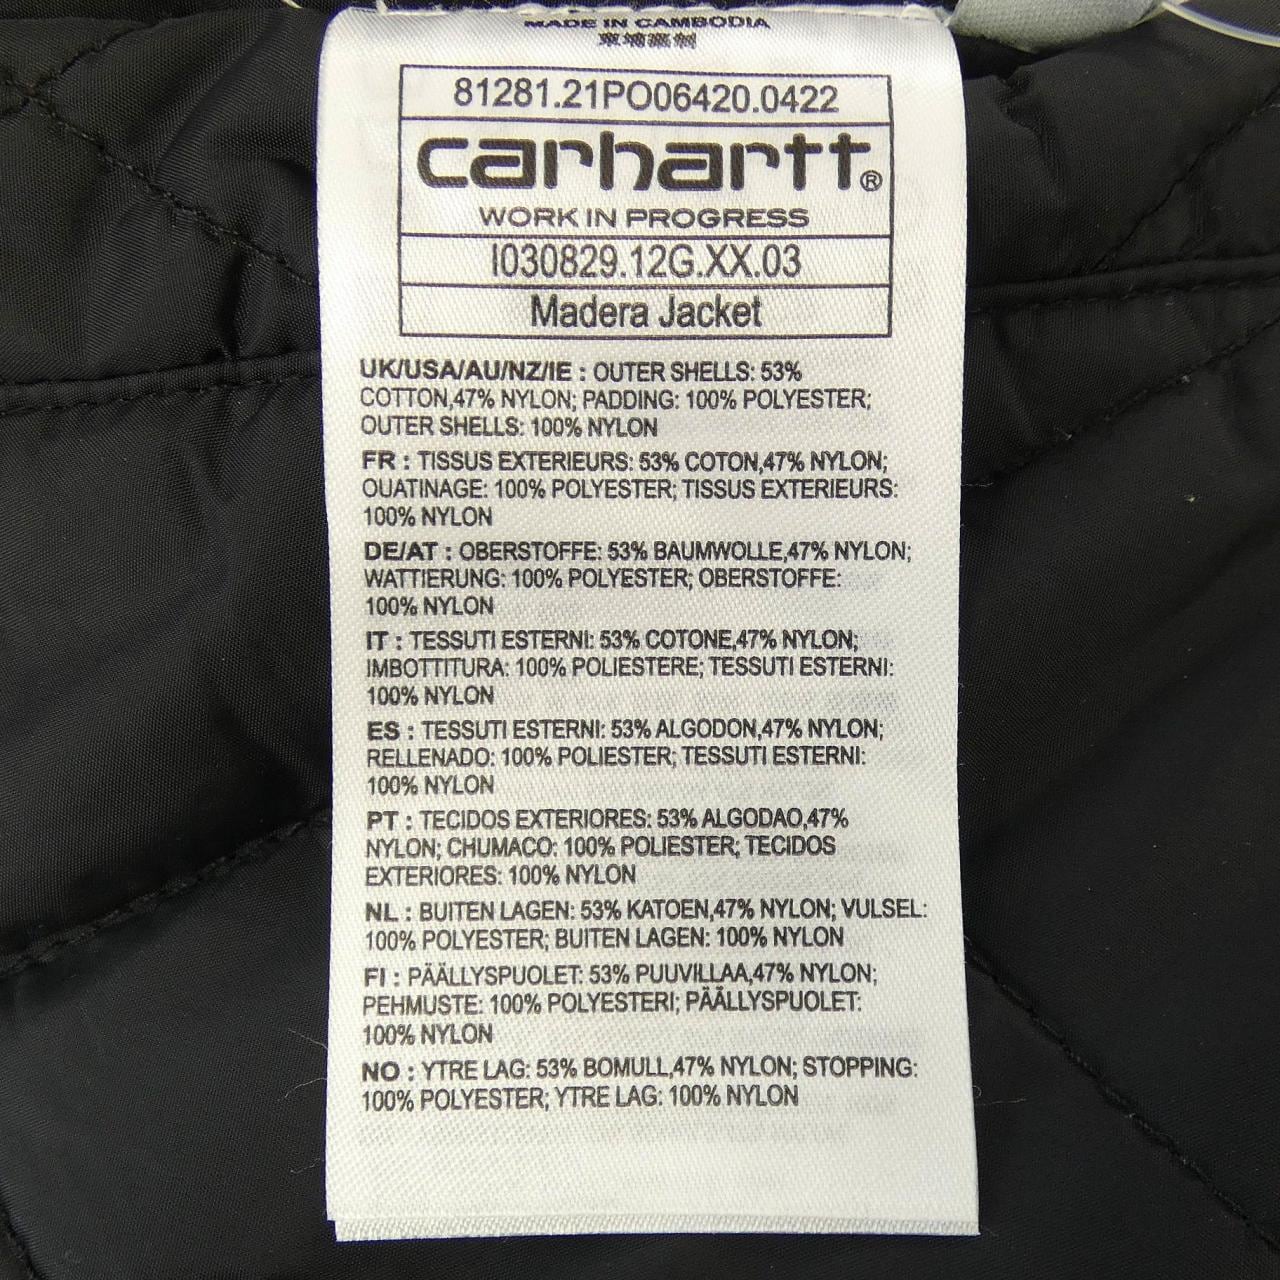 MADE IN CAMBODIA
柬埔寨制
81281.21PO06420.0422
carhartt®
WORK IN PROGRESS
I030829.12G.XX.03
Madera Jacket
UK/USA/AU/NZ/IE : OUTER SHELLS: 53%
COTTON,47% NYLON; PADDING: 100% POLYESTER;
OUTER SHELLS: 100% NYLON
FR : TISSUS EXTERIEURS: 53% COTON,47% NYLON;
OUATINAGE: 100% POLYESTER; TISSUS EXTERIEURS:
100% NYLON
DE/AT : OBERSTOFFE: 53% BAUMWOLLE,47% NYLON;
WATTIERUNG: 100% POLYESTER; OBERSTOFFE:
100% NYLON
IT : TESSUTI ESTERNI: 53% COTONE,47% NYLON;
IMBOTTITURA: 100% POLIESTERE; TESSUTI ESTERNI:
100% NYLON
ES : TESSUTI ESTERNI: 53% ALGODON,47% NYLON;
RELLENADO: 100% POLIESTER; TESSUTI ESTERNI:
100% NYLON
PT : TECIDOS EXTERIORES: 53% ALGODAO,47%
NYLON; CHUMACO: 100% POLIESTER; TECIDOS
EXTERIORES: 100% NYLON
NL : BUITEN LAGEN: 53% KATOEN,47% NYLON; VULSEL:
100% POLYESTER; BUITEN LAGEN: 100% NYLON
FI : PÄÄLLYSPUOLET: 53% PUUVILLAA,47% NYLON;
PEHMUSTE: 100% POLYESTERI; PÄÄLLYSPUOLET:
100% NYLON
NO : YTRE LAG: 53% BOMULL,47% NYLON; STOPPING:
100% POLYESTER; YTRE LAG: 100% NYLON